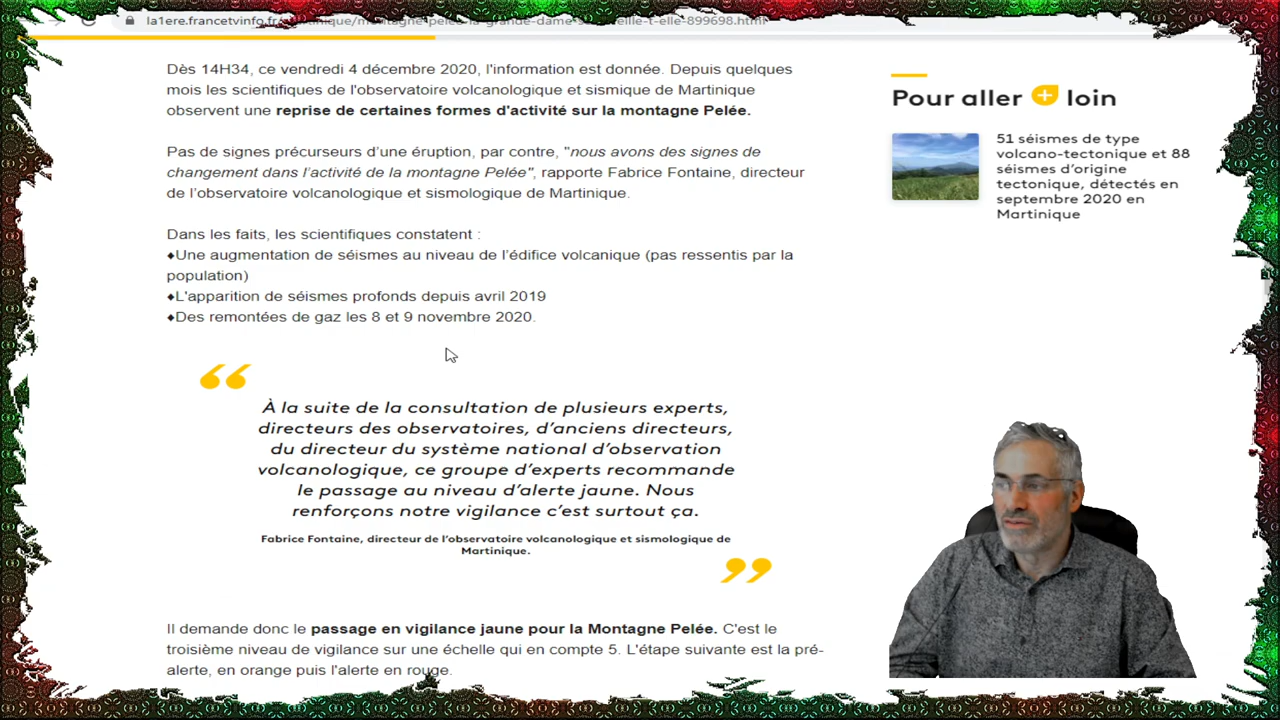 la1ere.francetvinfo.fr
Dès 14H34, ce vendredi 4 décembre 2020, l'information est donnée. Depuis quelques
mois les scientifiques de l'observatoire volcanologique et sismique de Martinique
observent une reprise de certaines formes d'activité sur la montagne Pelée.
Pas de signes précurseurs d'une éruption, par contre, "nous avons des signes de
changement dans l'activité de la montagne Pelée", rapporte Fabrice Fontaine, directeur
de l'observatoire volcanologique et sismologique de Martinique.
Dans les faits, les scientifiques constatent :
♦Une augmentation de séismes au niveau de l'édifice volcanique (pas ressentis par la
population)
♦L'apparition de séismes profonds depuis avril 2019
♦Des remontées de gaz les 8 et 9 novembre 2020.
“
À la suite de la consultation de plusieurs experts,
directeurs des observatoires, d'anciens directeurs,
du directeur du système national d'observation
volcanologique, ce groupe d'experts recommande
le passage au niveau d'alerte jaune. Nous
renforçons notre vigilance c'est surtout ça.
Fabrice Fontaine, directeur de l'observatoire volcanologique et sismologique de
Martinique.
”
Il demande donc le passage en vigilance jaune pour la Montagne Pelée. C'est le
troisième niveau de vigilance sur une échelle qui en compte 5. L'étape suivante est la pré-
alerte, en orange puis l'alerte en rouge.
Pour aller + loin
51 séismes de type
volcano-tectonique et 88
séismes d'origine
tectonique, détectés en
septembre 2020 en
Martinique